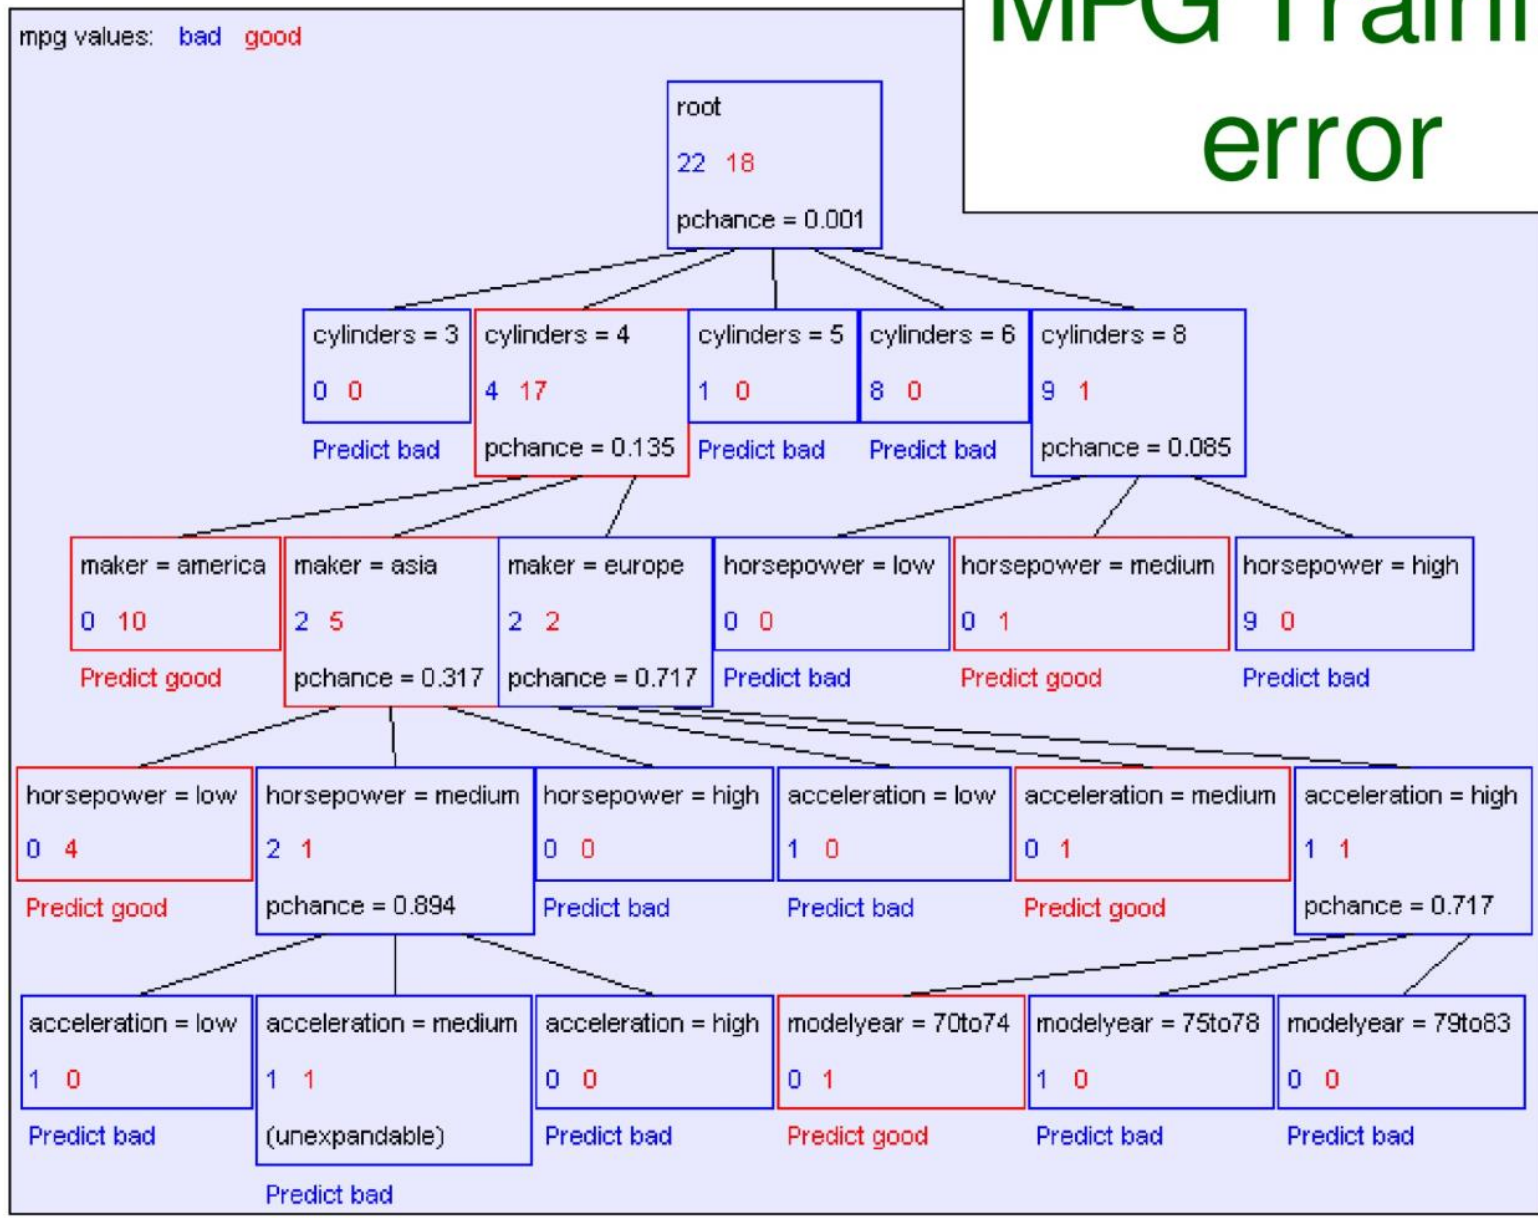 MPG Traini
error
mpg values: bad good
root
22 18
pchance = 0.001
cylinders = 3
0 0
Predict bad
cylinders = 4
4 17
pchance = 0.135
cylinders = 5
1 0
Predict bad
cylinders = 6
8 0
Predict bad
cylinders = 8
9 1
pchance = 0.085
maker = america
0 10
Predict good
maker = asia
2 5
pchance = 0.317
maker = europe
2 2
pchance = 0.717
horsepower = low
0 0
Predict bad
horsepower = medium
0 1
Predict good
horsepower = high
9 0
Predict bad
horsepower = low
0 4
Predict good
horsepower = medium
2 1
pchance = 0.894
horsepower = high
0 0
Predict bad
acceleration = low
1 0
Predict bad
acceleration = medium
0 1
Predict good
acceleration = high
1 1
pchance = 0.717
acceleration = low
1 0
Predict bad
acceleration = medium
1 1
(unexpandable)
Predict bad
acceleration = high
0 0
Predict bad
modelyear = 70to74
0 1
Predict good
modelyear = 75to78
1 0
Predict bad
modelyear = 79to83
0 0
Predict bad